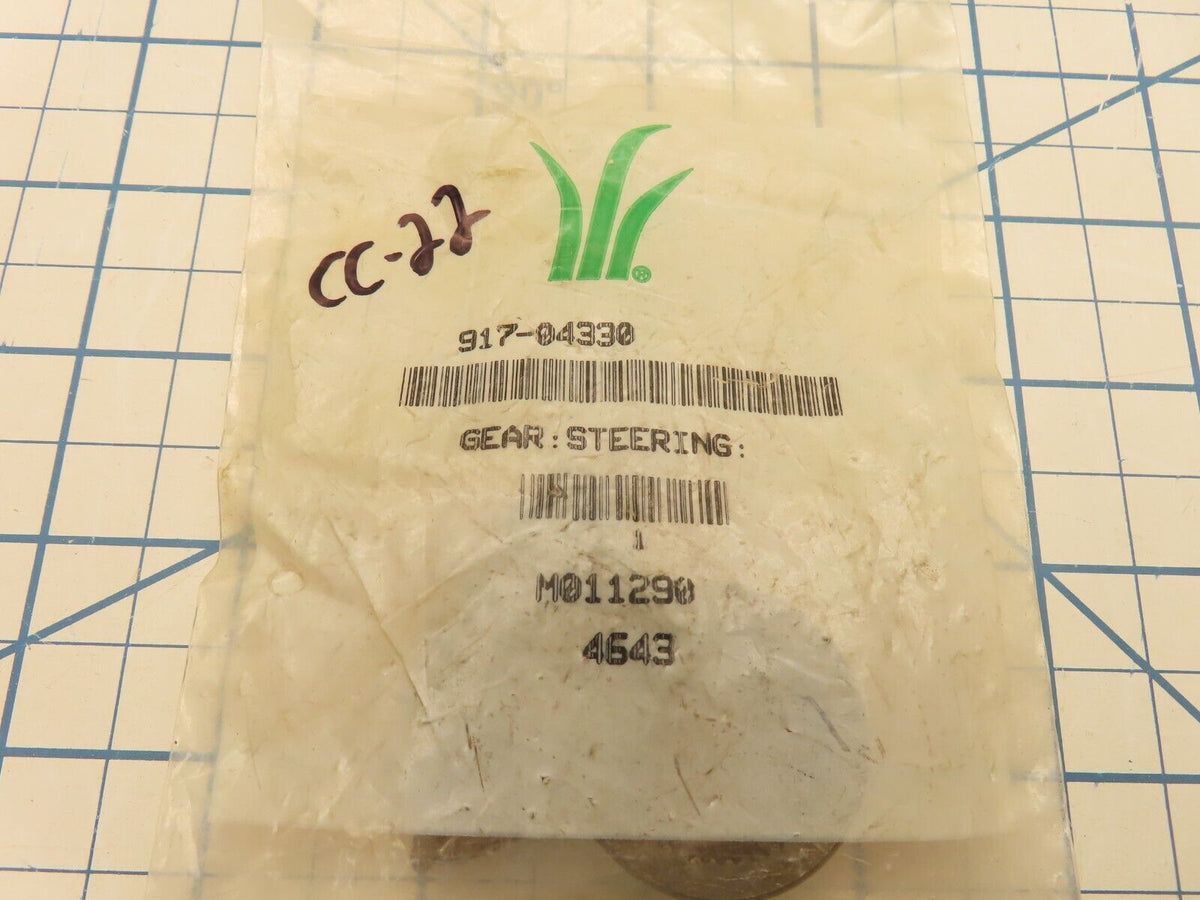 CC-22
®
917-04330
GEAR:STEERING:
1
M011290
4643